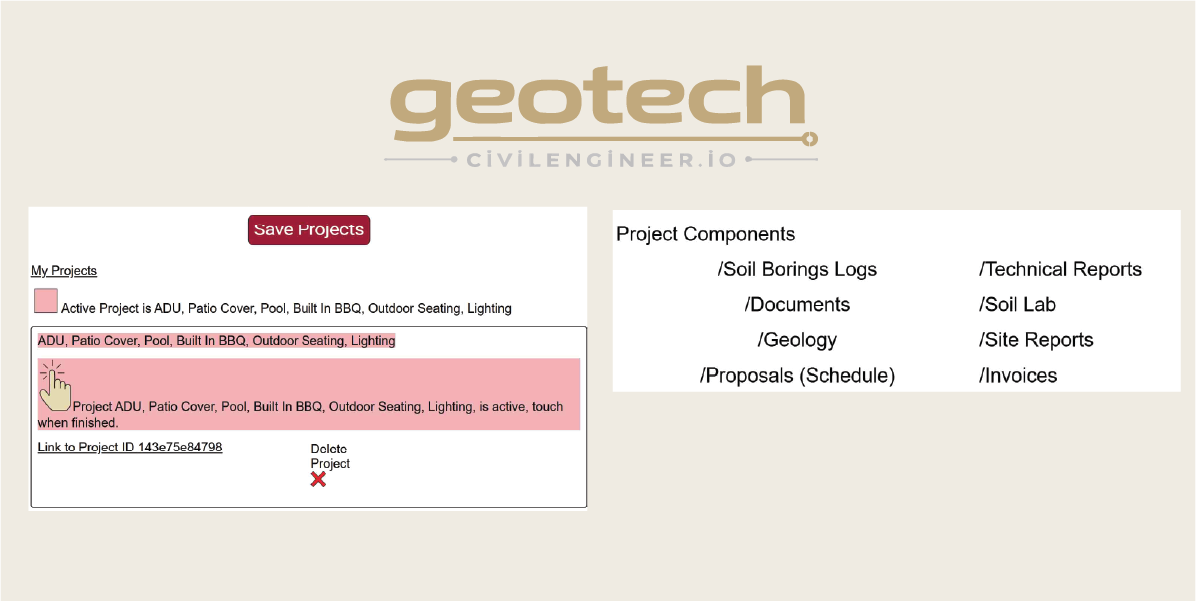 geotech
CIVILENGINEER.IO
Save Projects
My Projects
Active Project is ADU, Patio Cover, Pool, Built In BBQ, Outdoor Seating, Lighting
ADU, Patio Cover, Pool, Built In BBQ, Outdoor Seating, Lighting
Project ADU, Patio Cover, Pool, Built In BBQ, Outdoor Seating, Lighting, is active, touch
when finished.
Link to Project ID 143e75e84798
Delete
Project
Project Components
/Soil Borings Logs
/Technical Reports
/Documents
/Soil Lab
/Geology
/Site Reports
/Proposals (Schedule)
/Invoices